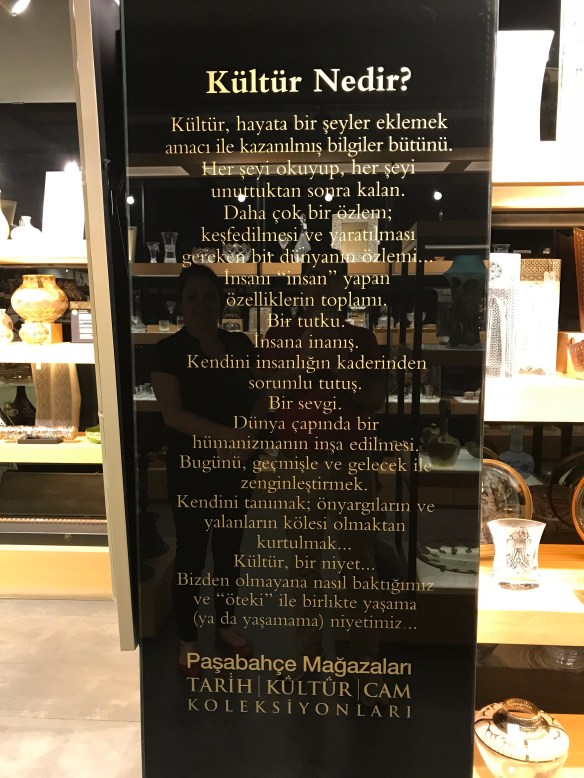 Kültür Nedir?
Kültür, hayata bir şeyler eklemek
amacı ile kazanılmış bilgiler bütünü.
Her şeyi okuyup, her şeyi
unuttuktan sonra kalan.
Daha çok bir özlem;
keşfedilmesi ve yaratılması
gereken bir dünyanın özlemi...
İnsanı “insan” yapan
özelliklerin toplamı.
Bir tutku.
İnsana inanış.
Kendini insanlığın kaderinden
sorumlu tutuş.
Bir sevgi.
Dünya çapında bir
hümanizmanın inşa edilmesi.
Bugünü, geçmişle ve gelecek ile
zenginleştirmek.
Kendini tanımak; önyargıların ve
yalanların kölesi olmaktan
kurtulmak...
Kültür, bir niyet...
Bizden olmayana nasıl baktığımız
ve “öteki” ile birlikte yaşama
(ya da yaşamama) niyetimiz...
Paşabahçe Mağazaları
TARİH|KÜLTÜR|CAM
KOLEKSİYONLARI